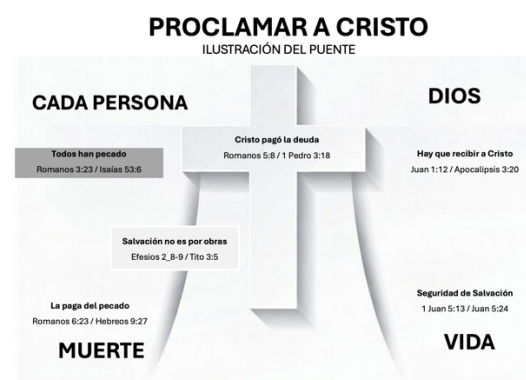 PROCLAMAR A CRISTO
ILUSTRACIÓN DEL PUENTE
CADA PERSONA
DIOS
Cristo pagó la deuda
Romanos 5:8 / 1 Pedro 3:18
Todos han pecado
Romanos 3:23 / Isaías 53:6
Hay que recibir a Cristo
Juan 1:12 / Apocalipsis 3:20
Salvación no es por obras
Efesios 2_8-9 / Tito 3:5
La paga del pecado
Romanos 6:23 / Hebreos 9:27
Seguridad de Salvación
1 Juan 5:13 / Juan 5:24
MUERTE
VIDA